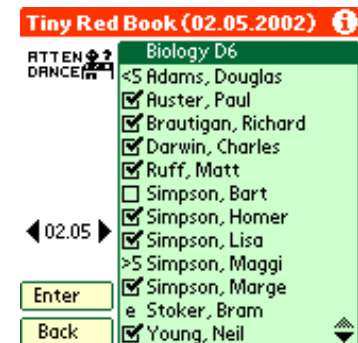 Tiny Red Book (02.05.2002)
ATTEN
DANCE
Biology D6
<5 Adams, Douglas
Auster, Paul
Brautigan, Richard
Darwin, Charles
Ruff, Matt
Simpson, Bart
Simpson, Homer
02.05
Simpson, Lisa
>5 Simpson, Maggi
Simpson, Marge
e Stoker, Bram
Young, Neil
Enter
Back